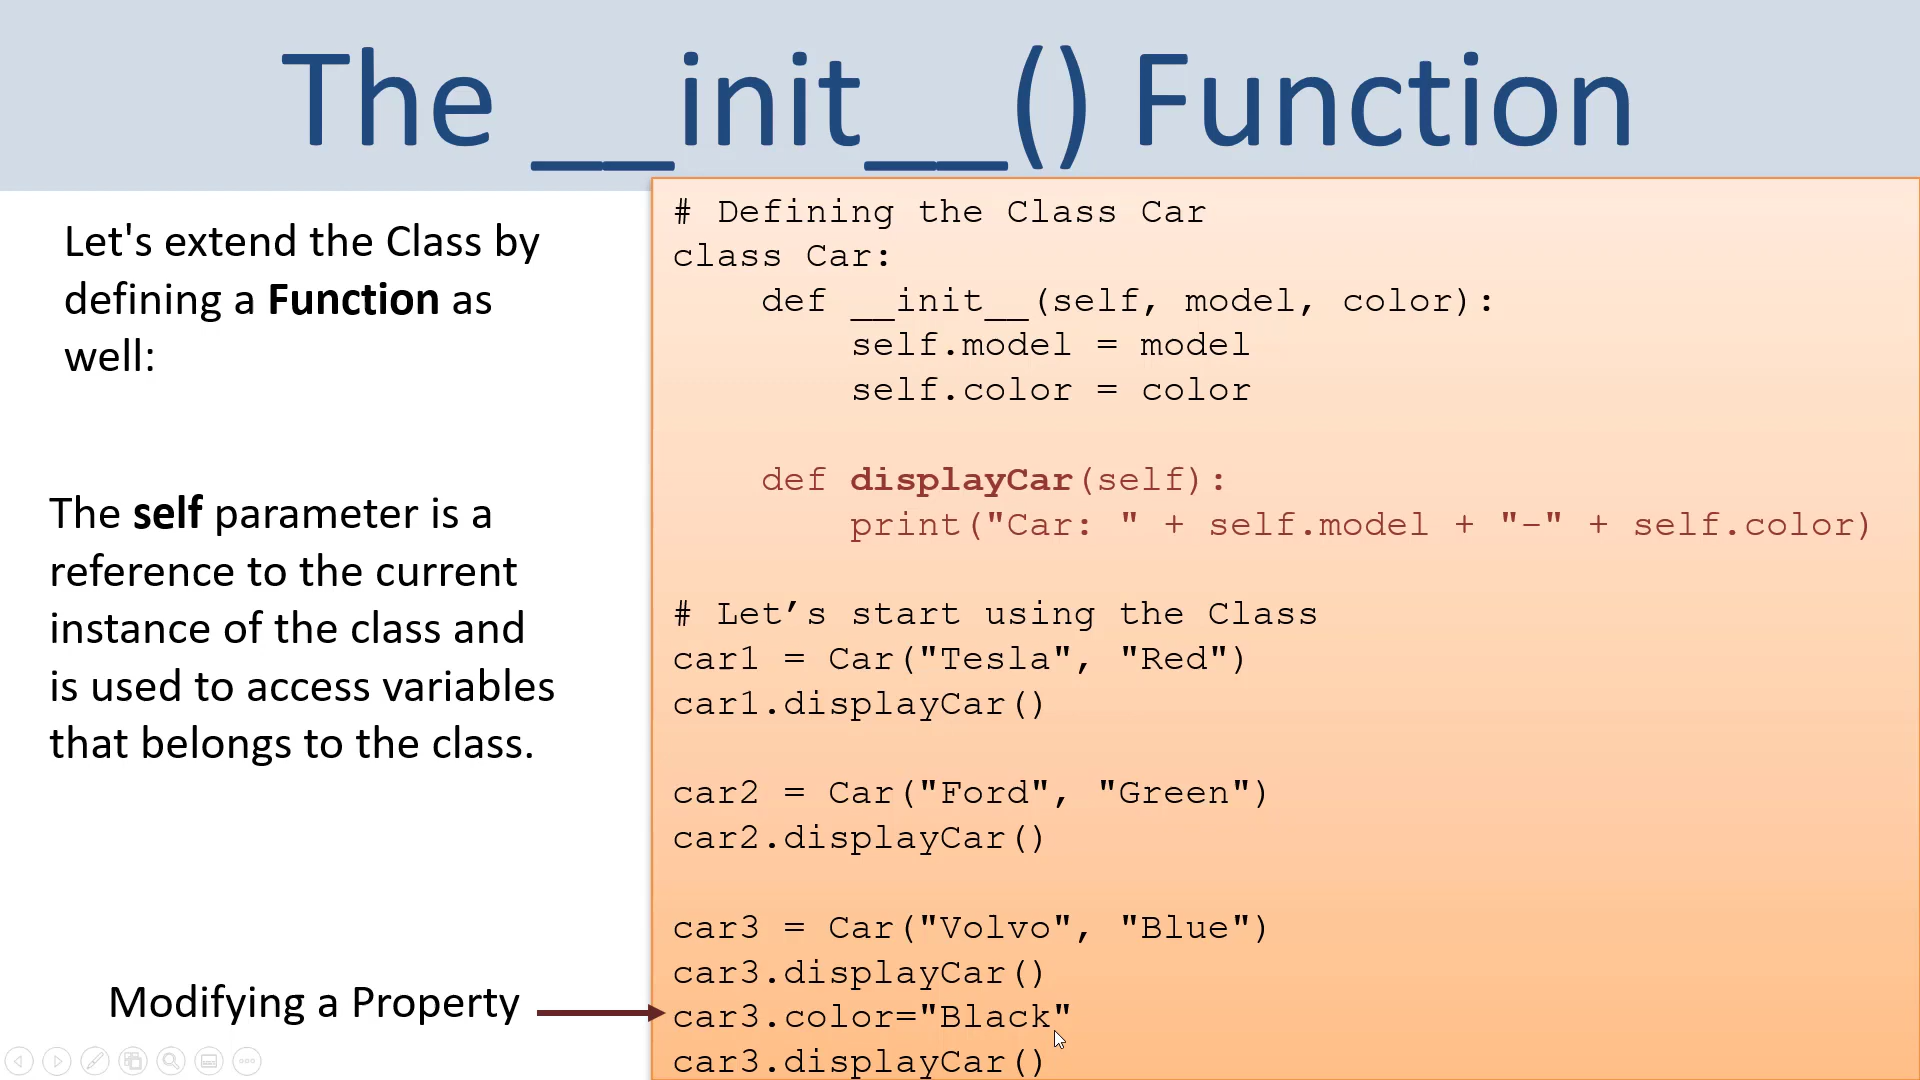 The __init__() Function
Let's extend the Class by
defining a Function as
well:
The self parameter is a
reference to the current
instance of the class and
is used to access variables
that belongs to the class.
Modifying a Property
# Defining the Class Car
class Car:
    def __init__(self, model, color):
        self.model = model
        self.color = color
    def displayCar(self):
        print("Car: " + self.model + "-" + self.color)
# Let’s start using the Class
car1 = Car("Tesla", "Red")
car1.displayCar()
car2 = Car("Ford", "Green")
car2.displayCar()
car3 = Car("Volvo", "Blue")
car3.displayCar()
car3.color="Black"
car3.displayCar()